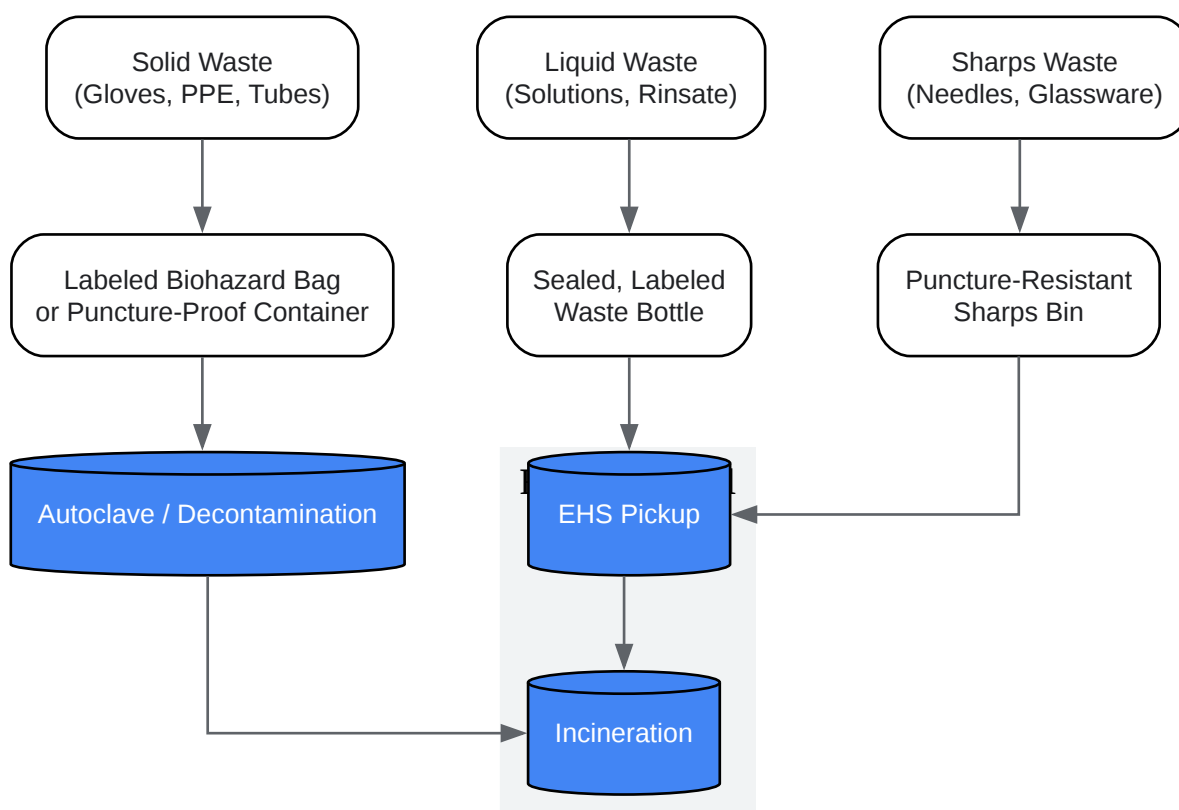 Solid Waste
(Gloves, PPE, Tubes)
Liquid Waste
(Solutions, Rinsate)
Sharps Waste
(Needles, Glassware)
Labeled Biohazard Bag
or Puncture-Proof Container
Sealed, Labeled
Waste Bottle
Puncture-Resistant
Sharps Bin
Autoclave / Decontamination
EHS Pickup
Incineration